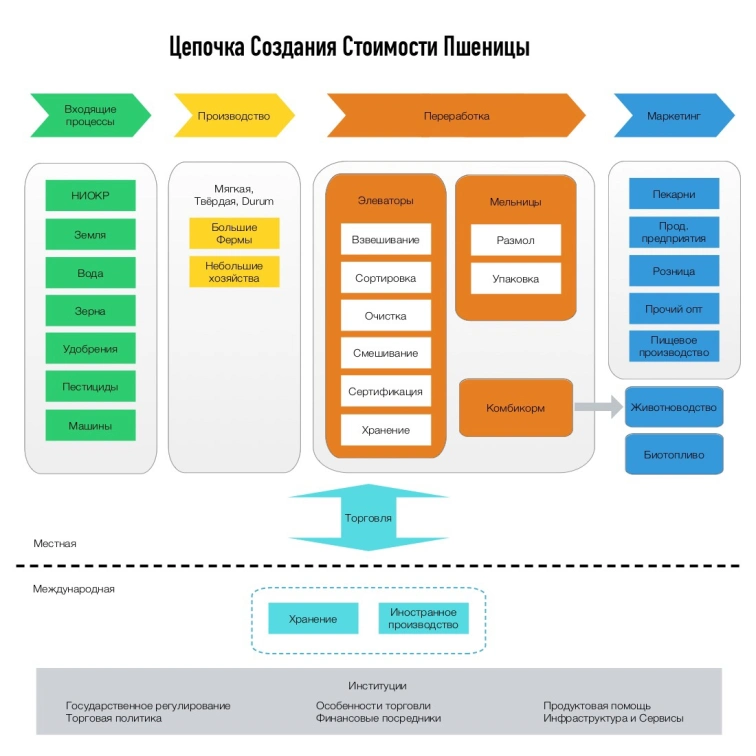 Цепочка Создания Стоимости Пшеницы
Входящие
процессы
Производство
Переработка
Маркетинг
НИОКР
Земля
Вода
Зерна
Удобрения
Пестициды
Машины
Мягкая,
Твёрдая, Durum
Большие
Фермы
Небольшие
хозяйства
Элеваторы
Взвешивание
Сортировка
Очистка
Смешивание
Сертификация
Хранение
Мельницы
Размол
Упаковка
Комбикорм
Пекарни
Прод.
предприятия
Розница
Прочий опт
Пищевое
производство
Животноводство
Биотопливо
Торговля
Местная
Международная
Хранение
Иностранное
производство
Институции
Государственное регулирование
Торговая политика
Особенности торговли
Финансовые посредники
Продуктовая помощь
Инфраструктура и Сервисы